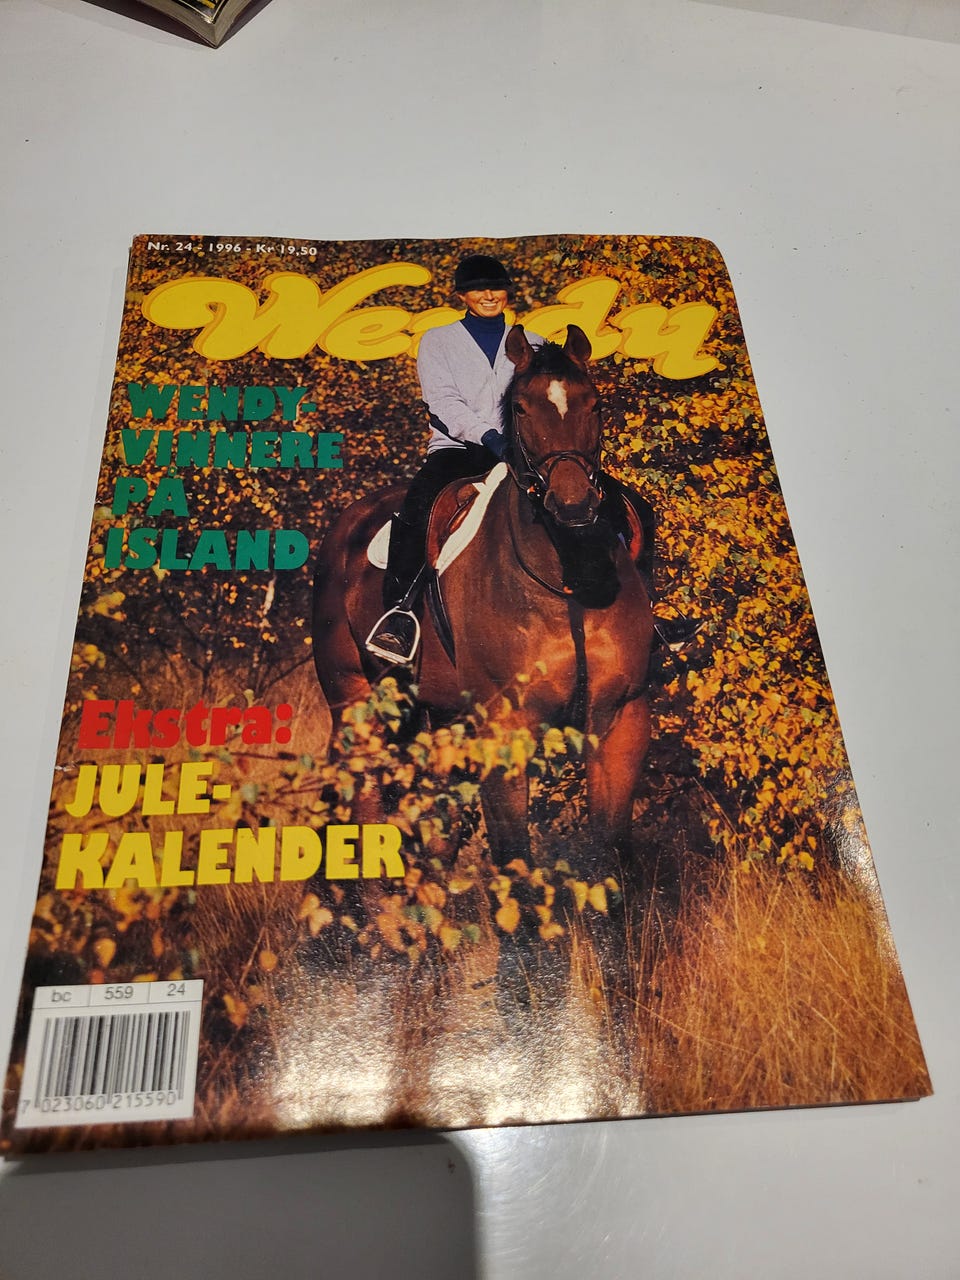 Nr. 24 - 1996 - Kr 19,50
Wendy
WENDY-
VINNERE
PÅ
ISLAND
Ekstra:
JULE-
KALENDER
bc 559 24
7 023060 215590